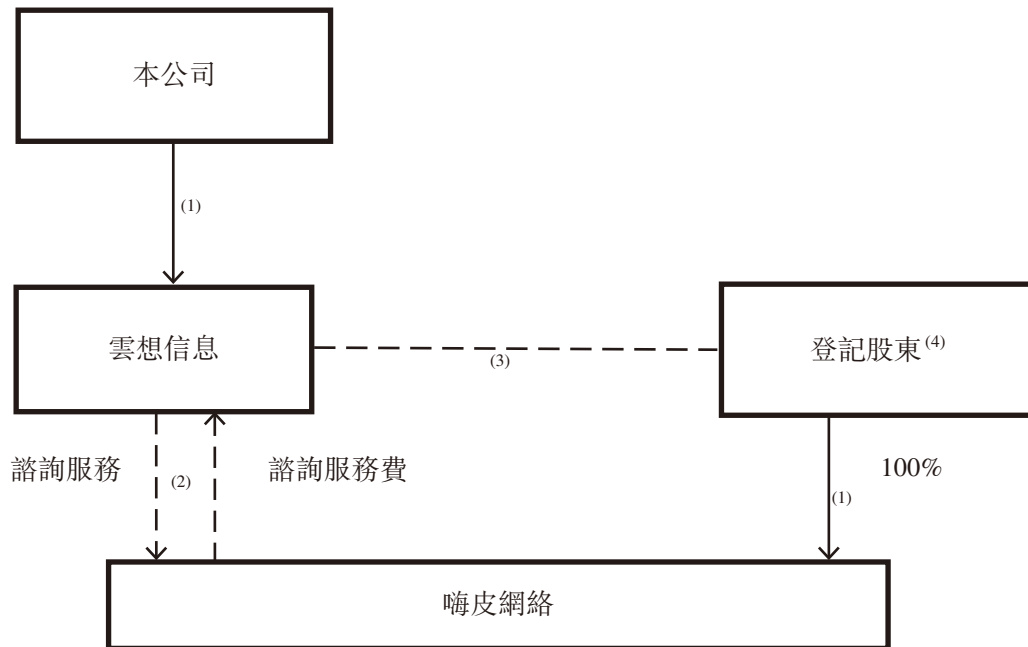 本公司
(1)
雲想信息
(3)
登記股東(4)
諮詢服務
(2)
諮詢服務費
100%
(1)
嗨皮網絡